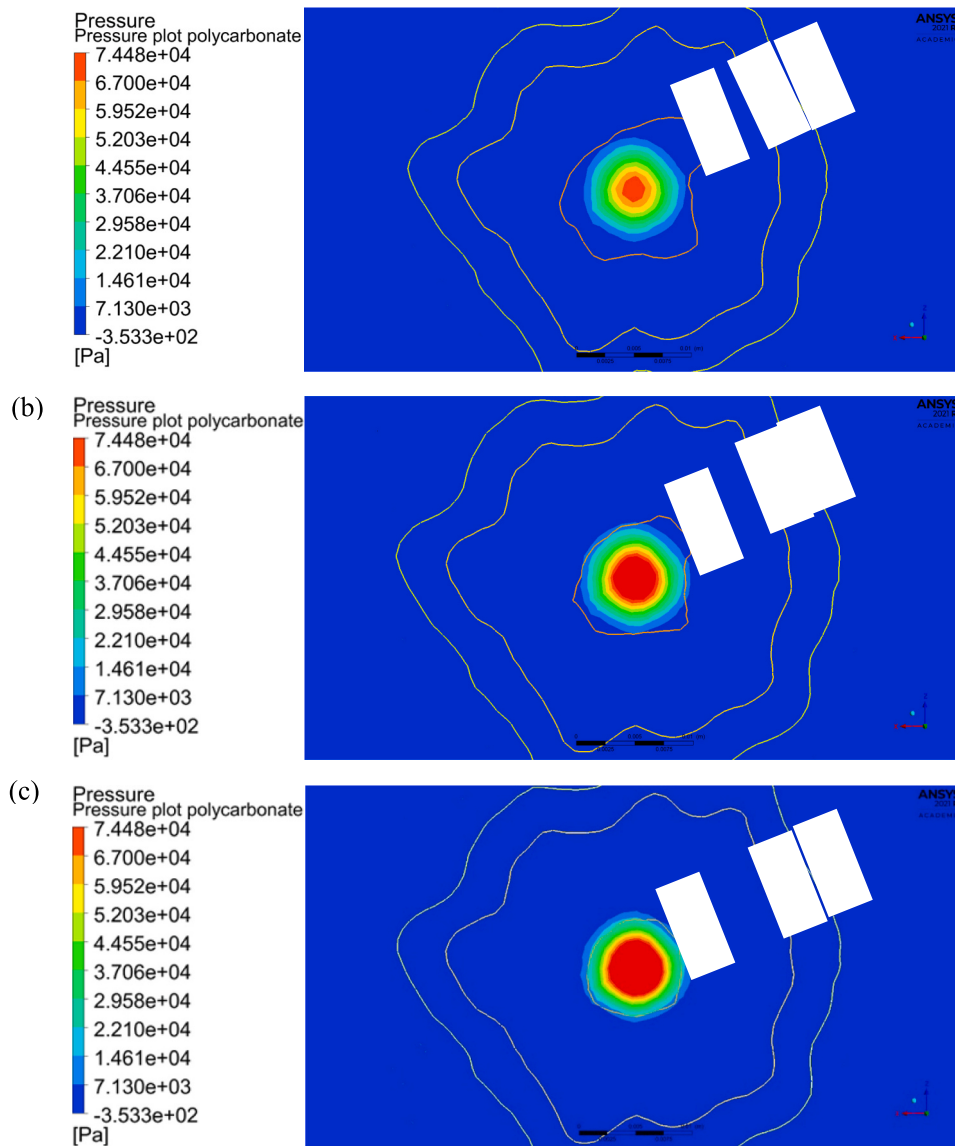 Pressure
Pressure plot polycarbonate
7.448e+04
6.700e+04
5.952e+04
5.203e+04
4.455e+04
3.706e+04
2.958e+04
2.210e+04
1.461e+04
7.130e+03
-3.533e+02
[Pa]
ANSYS
2021 R
ACADEMI
(b)
Pressure
Pressure plot polycarbonate
7.448e+04
6.700e+04
5.952e+04
5.203e+04
4.455e+04
3.706e+04
2.958e+04
2.210e+04
1.461e+04
7.130e+03
-3.533e+02
[Pa]
ANSYS
2021 R
ACADEMI
(c)
Pressure
Pressure plot polycarbonate
7.448e+04
6.700e+04
5.952e+04
5.203e+04
4.455e+04
3.706e+04
2.958e+04
2.210e+04
1.461e+04
7.130e+03
-3.533e+02
[Pa]
ANSYS
2021 R
ACADEMI